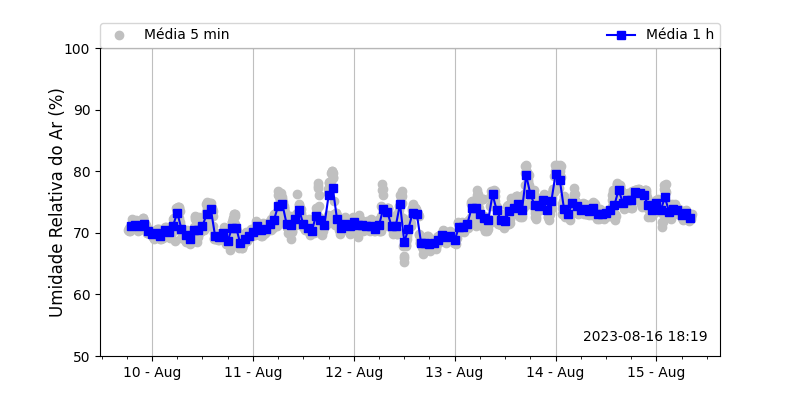 Média 5 min
Média 1 h
100
90
80
70
60
50
Umidade Relativa do Ar (%)
2023-08-16 18:19
10 - Aug
11 - Aug
12 - Aug
13 - Aug
14 - Aug
15 - Aug